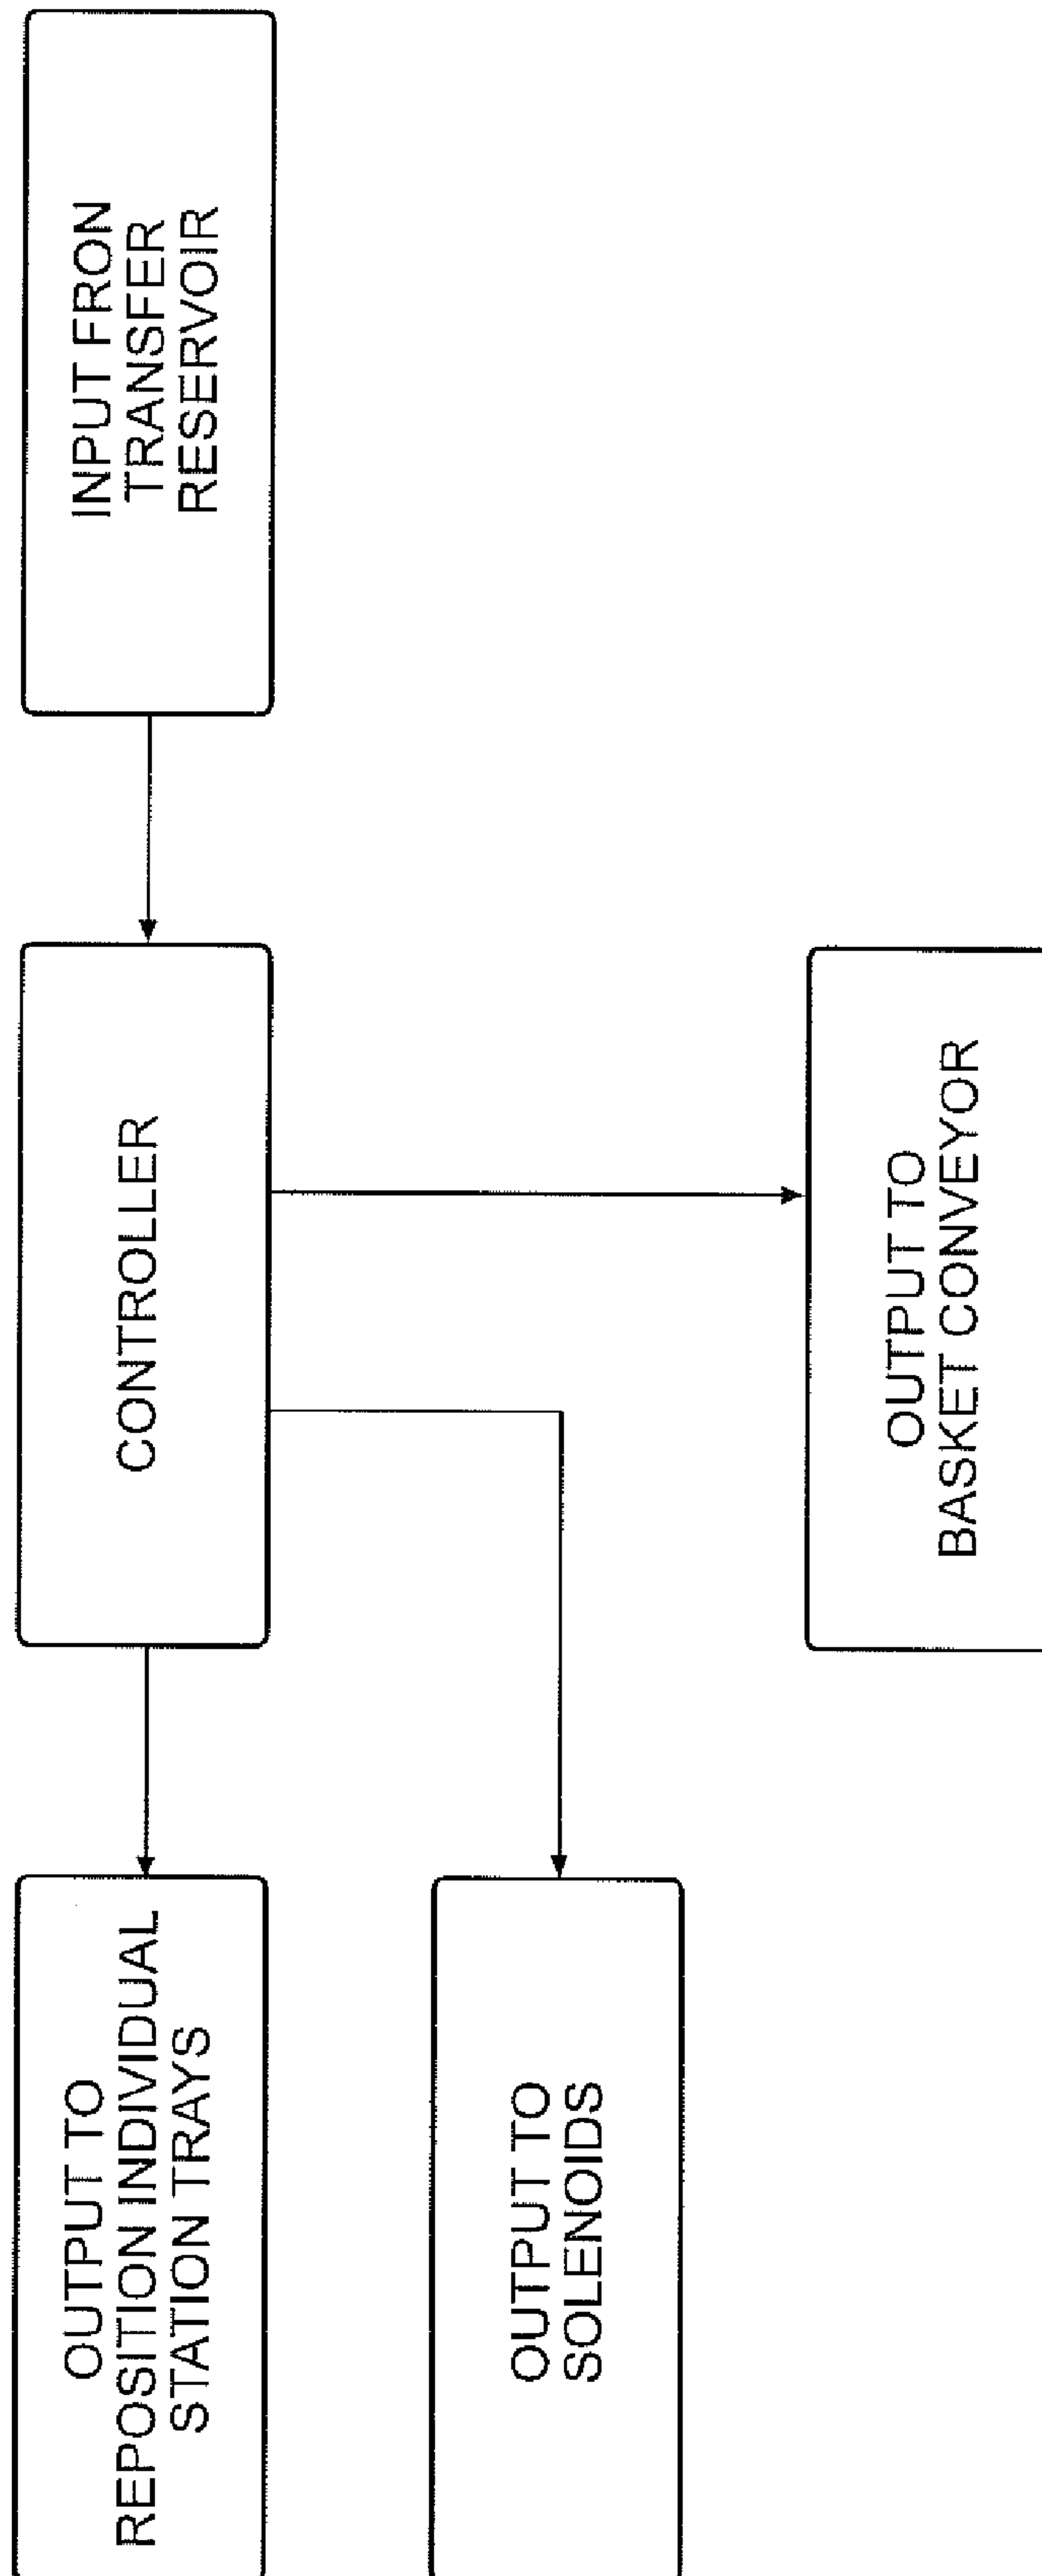 INPUT FRON
TRANSFER
RESERVOIR
CONTROLLER
OUTPUT TO
BASKET CONVEYOR
OUTPUT TO
REPOSITION INDIVIDUAL
STATION TRAYS
OUTPUT TO
SOLENOIDS